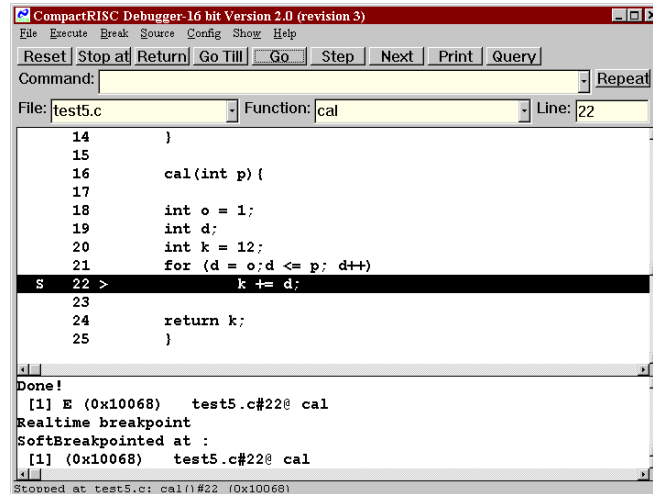 CompactRISC Debugger-16 bit Version 2.0 (revision 3)
File Execute Break Source Config Show Help
Reset Stop at Return Go Till Go Step Next Print Query
Command: Repeat
File: test5.c Function: cal Line: 22
14 }
15
16 cal(int p){
17
18 int o = 1;
19 int d;
20 int k = 12;
21 for (d = o;d <= p; d++)
S 22 > k += d;
23
24 return k;
25 }
Done!
[1] E (0x10068) test5.c#22@ cal
Realtime breakpoint
SoftBreakpointed at :
[1] (0x10068) test5.c#22@ cal
Stopped at test5.c: cal()#22 (0x10068)